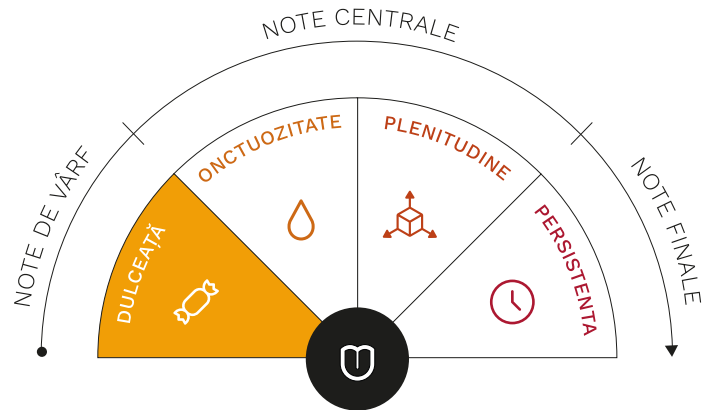 NOTE CENTRALE
NOTE DE VÂRF
NOTE FINALE
DULCEAȚĂ
ONCTUOZITATE
PLENITUDINE
PERSISTENTA